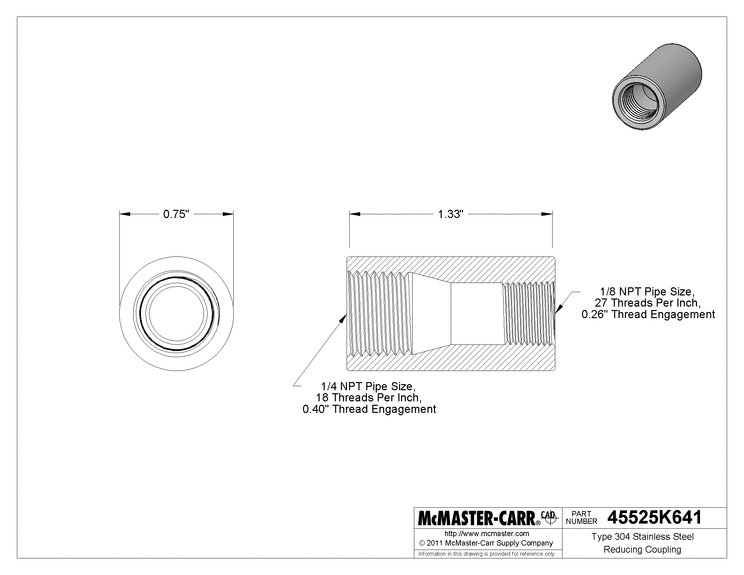 0.75"
1.33"
1/8 NPT Pipe Size,
27 Threads Per Inch,
0.26" Thread Engagement
1/4 NPT Pipe Size,
18 Threads Per Inch,
0.40" Thread Engagement
McMASTER-CARR® CAD
http://www.mcmaster.com
© 2011 McMaster-Carr Supply Company
Information in this drawing is provided for reference only.
PART
NUMBER
45525K641
Type 304 Stainless Steel
Reducing Coupling